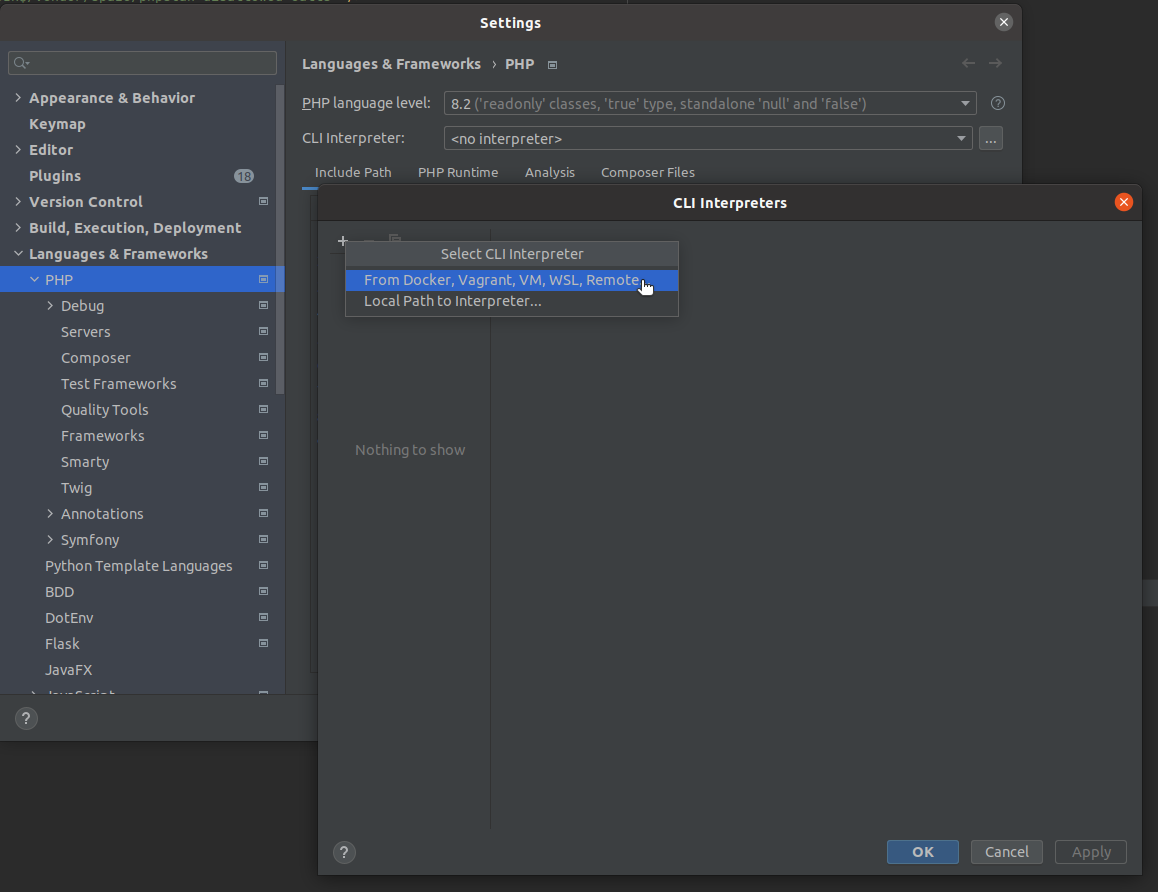 Settings
Languages & Frameworks › PHP
PHP language level: 8.2 ('readonly' classes, 'true' type, standalone 'null' and 'false')
CLI Interpreter: <no interpreter> ...
Include Path PHP Runtime Analysis Composer Files
Appearance & Behavior
Keymap
Editor
Plugins 18
Version Control
Build, Execution, Deployment
Languages & Frameworks
PHP
Debug
Servers
Composer
Test Frameworks
Quality Tools
Frameworks
Smarty
Twig
Annotations
Symfony
Python Template Languages
BDD
DotEnv
Flask
JavaFX
JavaScript
?
CLI Interpreters
Select CLI Interpreter
From Docker, Vagrant, VM, WSL, Remote...
Local Path to Interpreter...
Nothing to show
? OK Cancel Apply